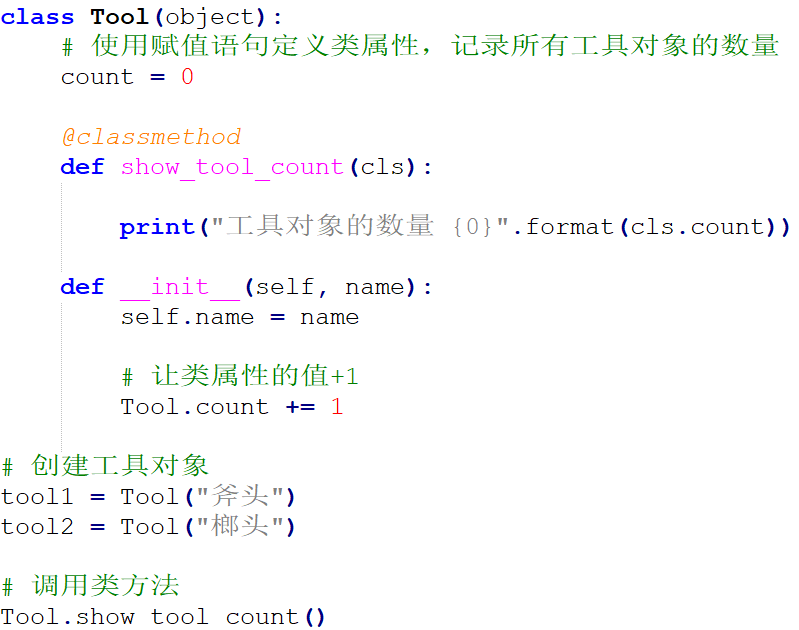 class Tool(object):
# 使用赋值语句定义类属性，记录所有工具对象的数量
count = 0
@classmethod
def show_tool_count(cls):
print("工具对象的数量 {0}".format(cls.count))
def __init__(self, name):
self.name = name
# 让类属性的值+1
Tool.count += 1
# 创建工具对象
tool1 = Tool("斧头")
tool2 = Tool("榔头")
# 调用类方法
Tool.show_tool_count()